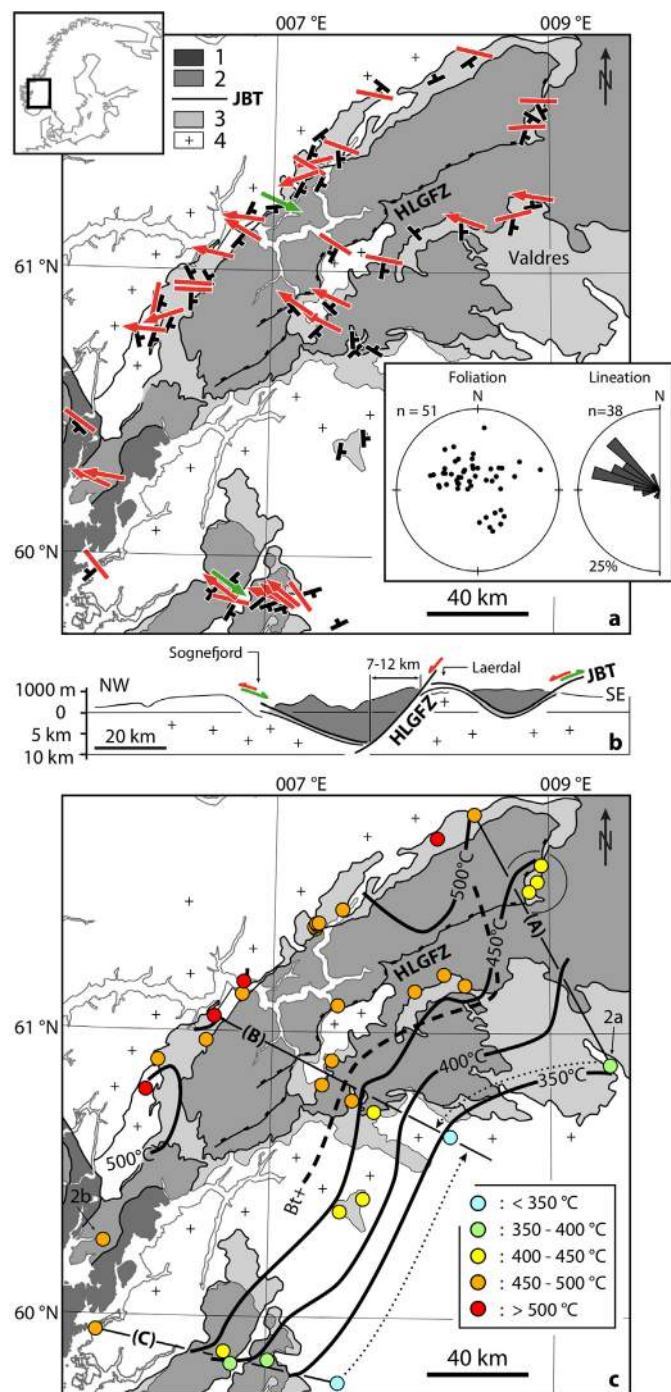 007 °E
009 °E
1
2
JBT
3
4
N
HLGFZ
61 °N
Valdres
Foliation
Lineation
N
N
n = 51
n=38
25%
60 °N
40 km
a
Sognefjord
7-12 km
Laerdal
NW
JBT
1000 m
SE
0
HLGFZ
5 km
20 km
10 km
b
007 °E
009 °E
N
500°C
450°C
(A)
HLGFZ
61 °N
(B)
2a
400°C
350°C
500°C
Bt+
2b
: < 350 °C
: 350 - 400 °C
: 400 - 450 °C
: 450 - 500 °C
: > 500 °C
60 °N
(C)
40 km
c